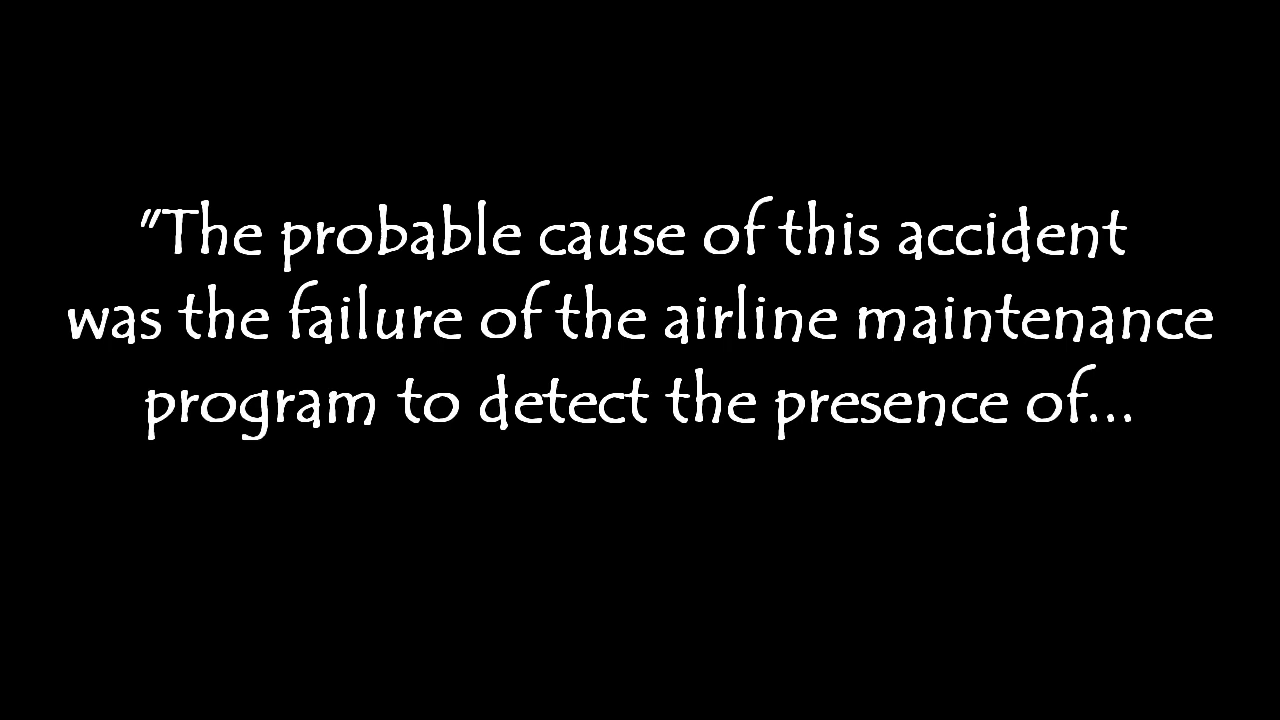 "The probable cause of this accident
was the failure of the airline maintenance
program to detect the presence of...